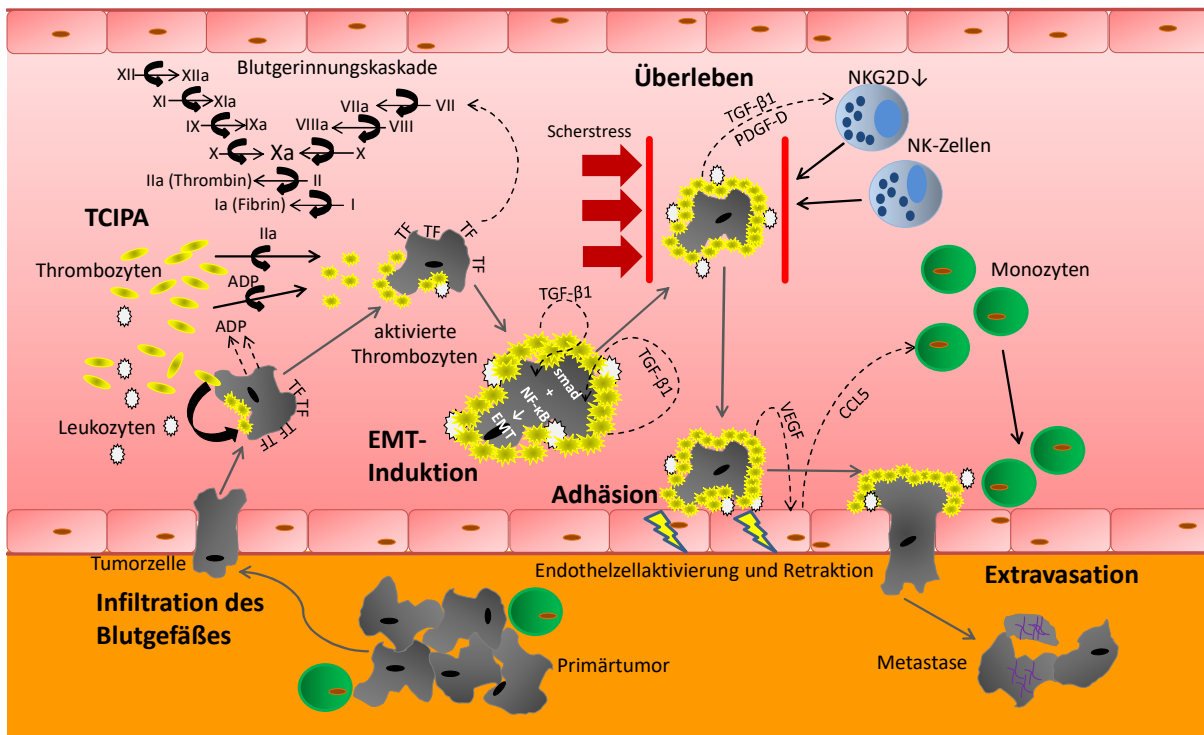 Blutgerinnungskaskade
XII XIIa
XI XIa
IX IXa
X Xa X
VIIa VII
VIIIa VIII
IIa (Thrombin) II
Ia (Fibrin) I
TCIPA
Thrombozyten
IIa
ADP
ADP
Leukozyten
TF TF TF TF
TF TF TF TF
aktivierte
Thrombozyten
TGF-β1
TGF-β1
smad
+
NF-κB
→
EMT
EMT-
Induktion
Überleben
Scherstress
TGF-β1
PDGF-D
NKG2D↓
NK-Zellen
Monozyten
CCL5
VEGF
Adhäsion
Endothelzellaktivierung und Retraktion
Extravasation
Tumorzelle
Infiltration des
Blutgefäßes
Primärtumor
Metastase